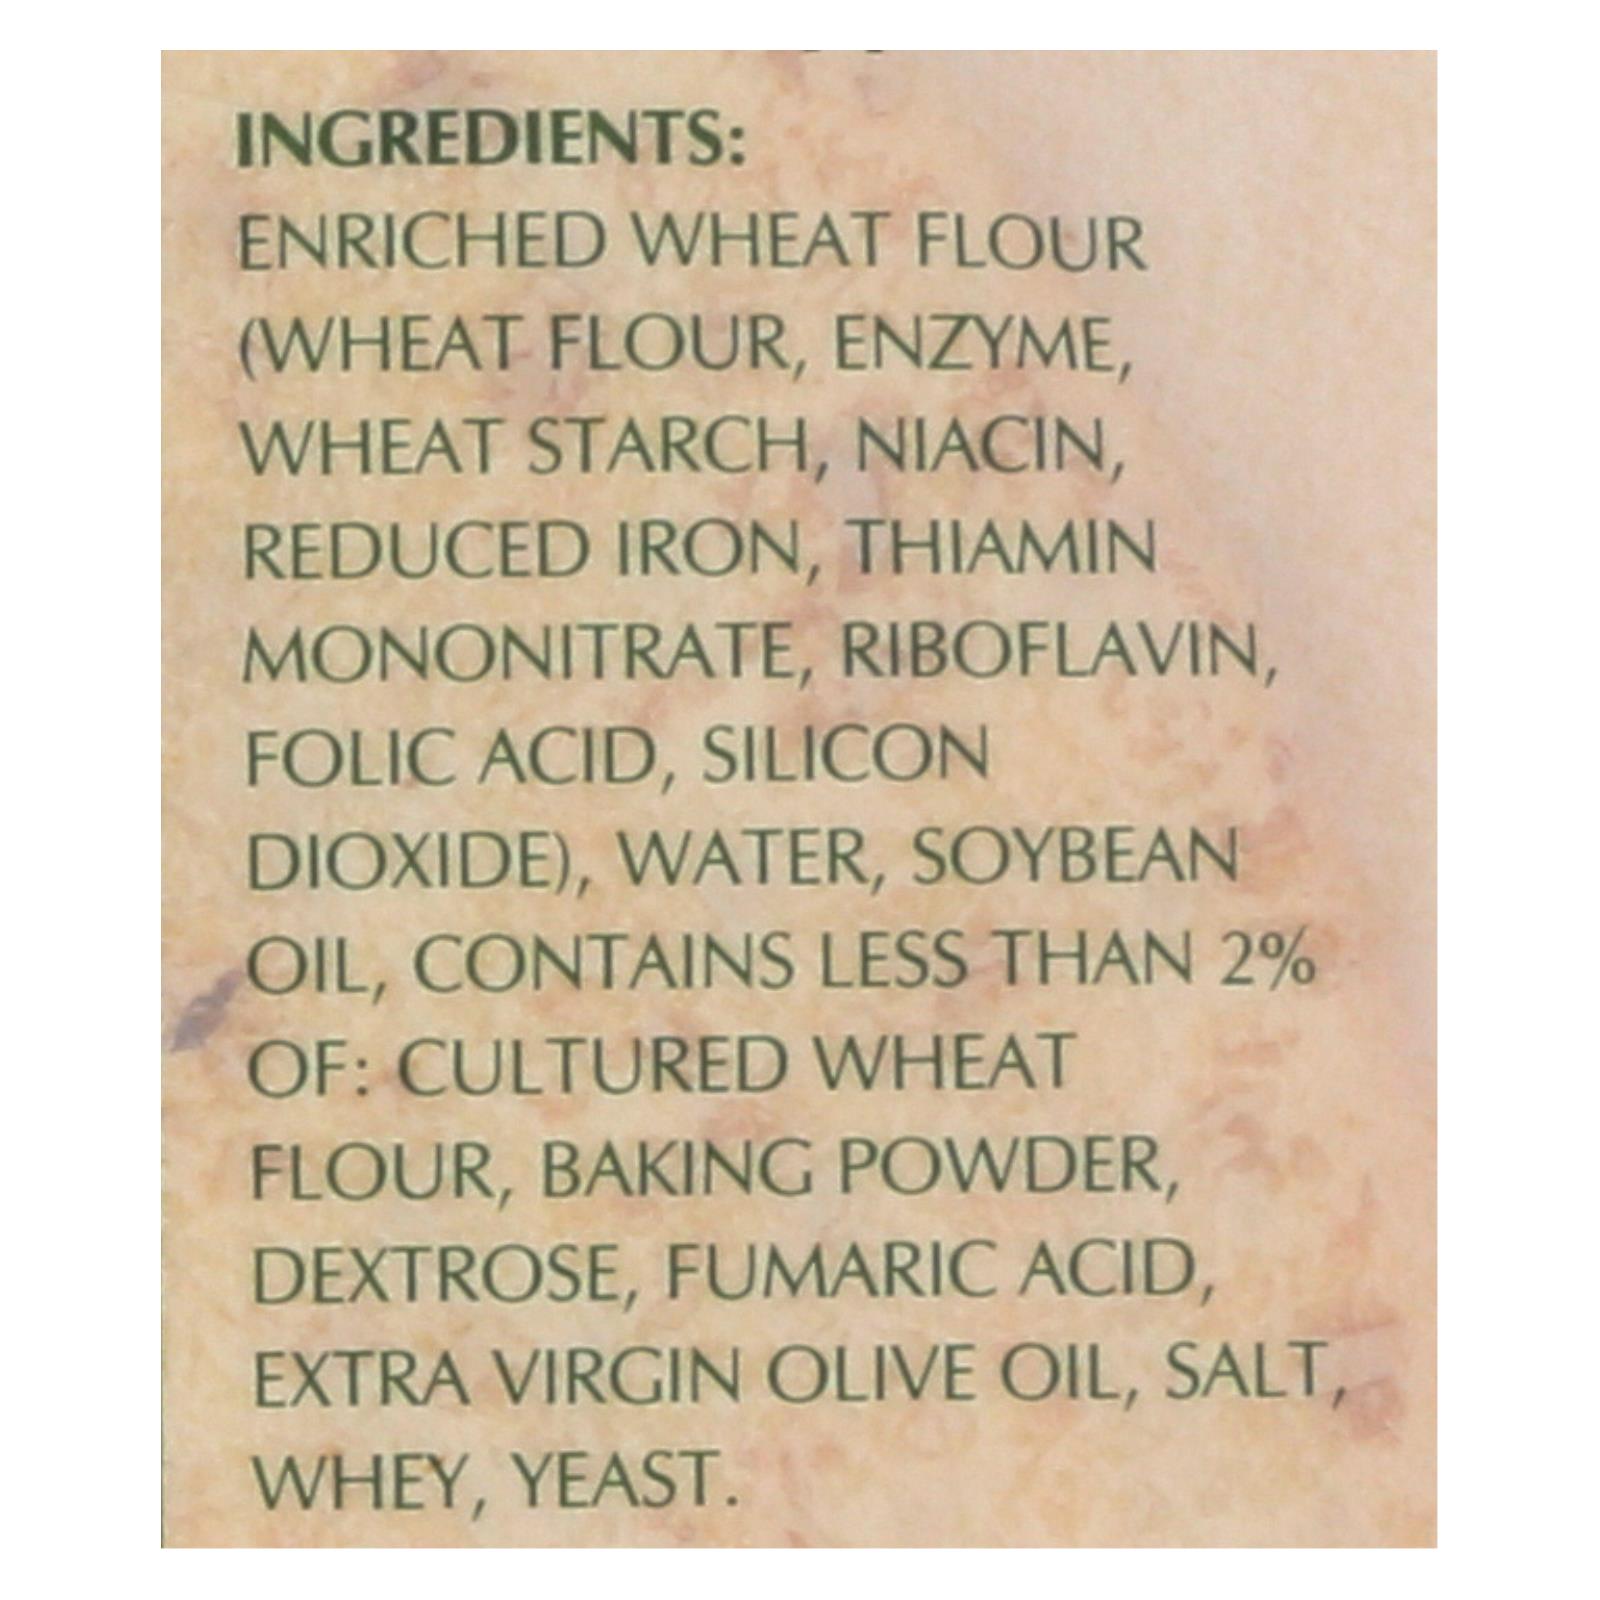 INGREDIENTS:
ENRICHED WHEAT FLOUR
(WHEAT FLOUR, ENZYME,
WHEAT STARCH, NIACIN,
REDUCED IRON, THIAMIN
MONONITRATE, RIBOFLAVIN,
FOLIC ACID, SILICON
DIOXIDE), WATER, SOYBEAN
OIL, CONTAINS LESS THAN 2%
OF: CULTURED WHEAT
FLOUR, BAKING POWDER,
DEXTROSE, FUMARIC ACID,
EXTRA VIRGIN OLIVE OIL, SALT,
WHEY, YEAST.